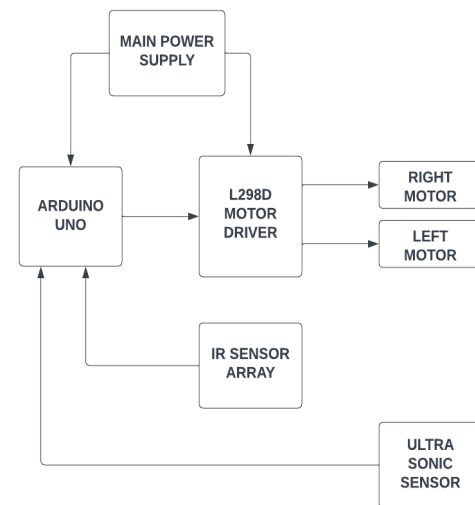 MAIN POWER
SUPPLY
ARDUINO
UNO
L298D
MOTOR
DRIVER
RIGHT
MOTOR
LEFT
MOTOR
IR SENSOR
ARRAY
ULTRA
SONIC
SENSOR